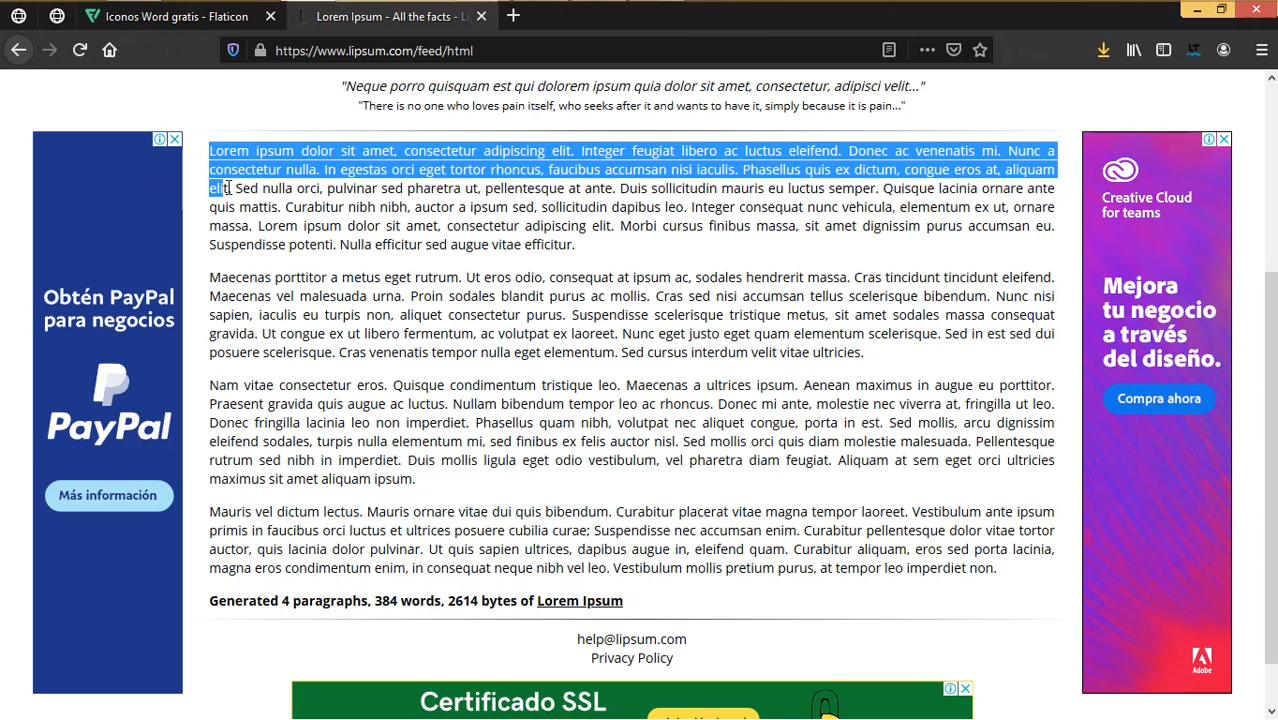 Iconos Word gratis - Flaticon
Lorem Ipsum - All the facts - Li
https://www.lipsum.com/feed/html
"Neque porro quisquam est qui dolorem ipsum quia dolor sit amet, consectetur, adipisci velit..."
"There is no one who loves pain itself, who seeks after it and wants to have it, simply because it is pain..."
Lorem ipsum dolor sit amet, consectetur adipiscing elit. Integer feugiat libero ac luctus eleifend. Donec ac venenatis mi. Nunc a
consectetur nulla. In egestas orci eget tortor rhoncus, faucibus accumsan nisi iaculis. Phasellus quis ex dictum, congue eros at, aliquam
elit. Sed nulla orci, pulvinar sed pharetra ut, pellentesque at ante. Duis sollicitudin mauris eu luctus semper. Quisque lacinia ornare ante
quis mattis. Curabitur nibh nibh, auctor a ipsum sed, sollicitudin dapibus leo. Integer consequat nunc vehicula, elementum ex ut, ornare
massa. Lorem ipsum dolor sit amet, consectetur adipiscing elit. Morbi cursus finibus massa, sit amet dignissim purus accumsan eu.
Suspendisse potenti. Nulla efficitur sed augue vitae efficitur.
Maecenas porttitor a metus eget rutrum. Ut eros odio, consequat at ipsum ac, sodales hendrerit massa. Cras tincidunt tincidunt eleifend.
Maecenas vel malesuada urna. Proin sodales blandit purus ac mollis. Cras sed nisi accumsan tellus scelerisque bibendum. Nunc nisi
sapien, iaculis eu turpis non, aliquet consectetur purus. Suspendisse scelerisque tristique metus, sit amet sodales massa consequat
gravida. Ut congue ex ut libero fermentum ac volutpat ex laoreet. Nunc eget justo eget quam elementum scelerisque. Sed in est sed dui
posuere scelerisque. Cras venenatis tempor nulla eget elementum. Sed cursus interdum velit vitae ultricies.
Nam vitae consectetur eros. Quisque condimentum tristique leo. Maecenas a ultrices ipsum. Aenean maximus in augue eu porttitor.
Praesent gravida quis augue ac luctus. Nullam bibendum tempor leo ac rhoncus. Donec mi ante, molestie nec viverra at, fringilla ut leo.
Donec fringilla lacinia leo non imperdiet. Phasellus quam nibh, volutpat nec aliquet congue, porta in est. Sed mollis, arcu dignissim
eleifend sodales, turpis nulla elementum mi, sed finibus ex felis auctor nisl. Sed mollis orci quis diam molestie malesuada. Pellentesque
rutrum sed nibh in imperdiet. Duis mollis ligula eget odio vestibulum, vel pharetra diam feugiat. Aliquam at sem eget orci ultricies
maximus sit amet aliquam ipsum.
Mauris vel dictum lectus. Mauris ornare vitae dui quis bibendum. Curabitur placerat vitae magna tempor laoreet. Vestibulum ante ipsum
primis in faucibus orci luctus et ultrices posuere cubilia curae; Suspendisse nec accumsan enim. Curabitur pellentesque dolor vitae tortor
auctor, quis lacinia dolor pulvinar. Ut quis sapien ultrices, dapibus augue in, eleifend quam. Curabitur aliquam, eros sed porta lacinia,
magna eros condimentum enim, in consequat neque nibh vel leo. Vestibulum mollis pretium purus, at tempor leo imperdiet non.
Generated 4 paragraphs, 384 words, 2614 bytes of Lorem Ipsum
help@lipsum.com
Privacy Policy
Obtén PayPal
para negocios
PayPal
Más información
Creative Cloud
for teams
Mejora
tu negocio
a través
del diseño.
Compra ahora
Adobe
Certificado SSL